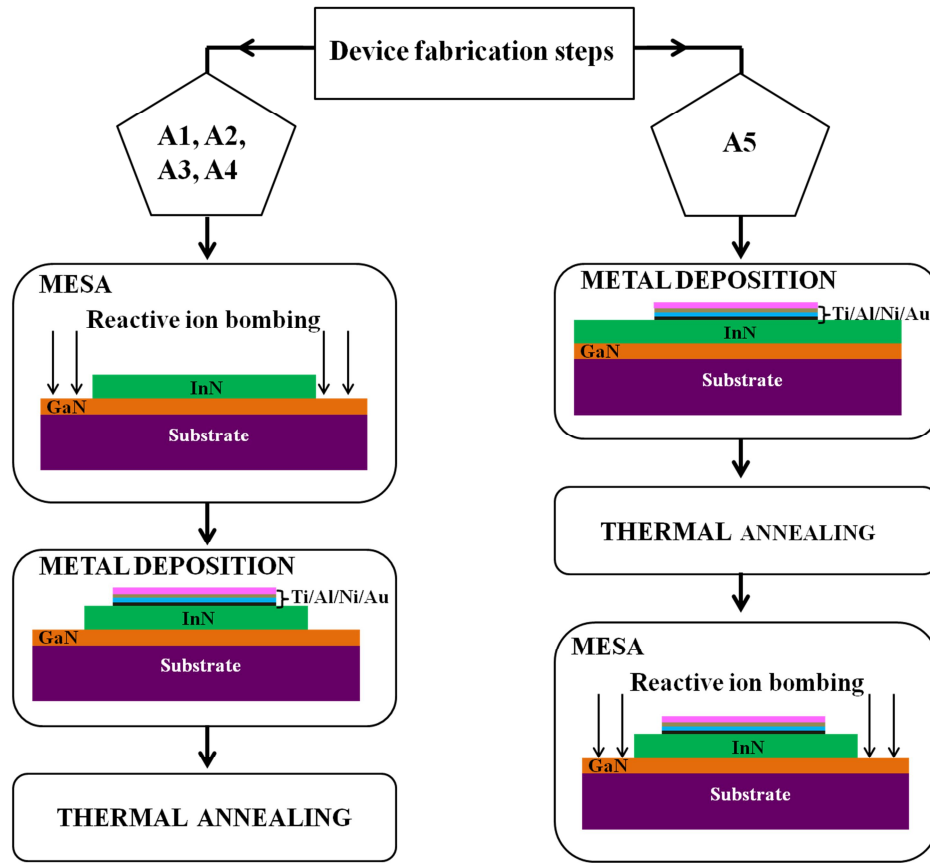 Device fabrication steps
A1, A2,
A3, A4
MESA
Reactive ion bombing
InN
GaN
Substrate
METAL DEPOSITION
Ti/Al/Ni/Au
InN
GaN
Substrate
THERMAL ANNEALING
A5
METAL DEPOSITION
Ti/Al/Ni/Au
InN
GaN
Substrate
THERMAL ANNEALING
MESA
Reactive ion bombing
InN
GaN
Substrate